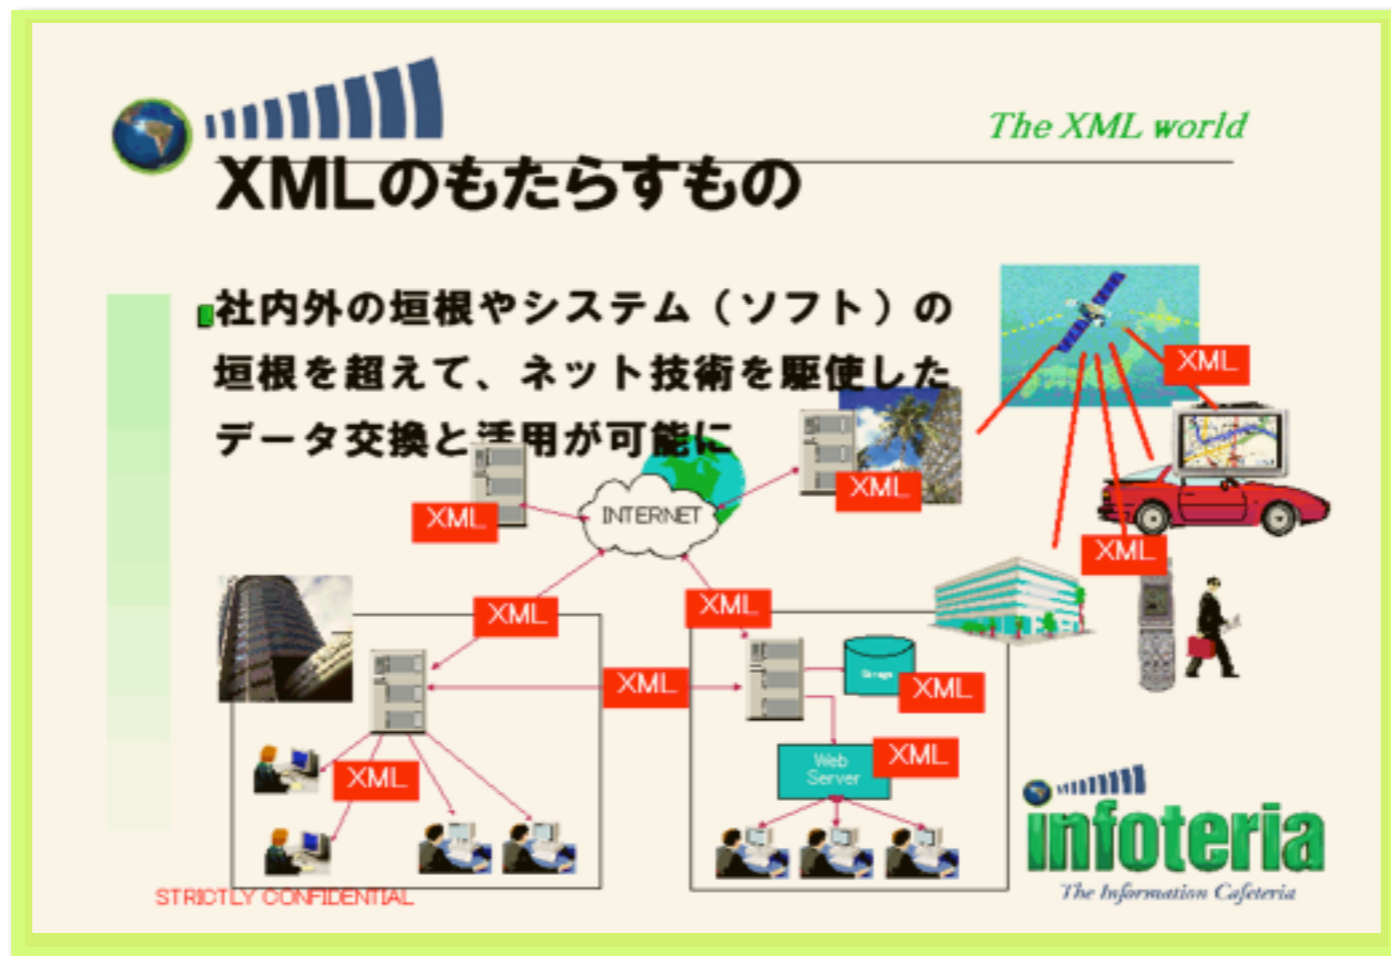 The XML world
XMLのもたらすもの
社内外の垣根やシステム（ソフト）の
垣根を超えて、ネット技術を駆使した
データ交換と活用が可能に
XML
XML
XML
INTERNET
XML
XML
XML
XML
XML
Storage
XML
XML
Web
Server
XML
infoteria
The Information Cafeteria
STRICTLY CONFIDENTIAL